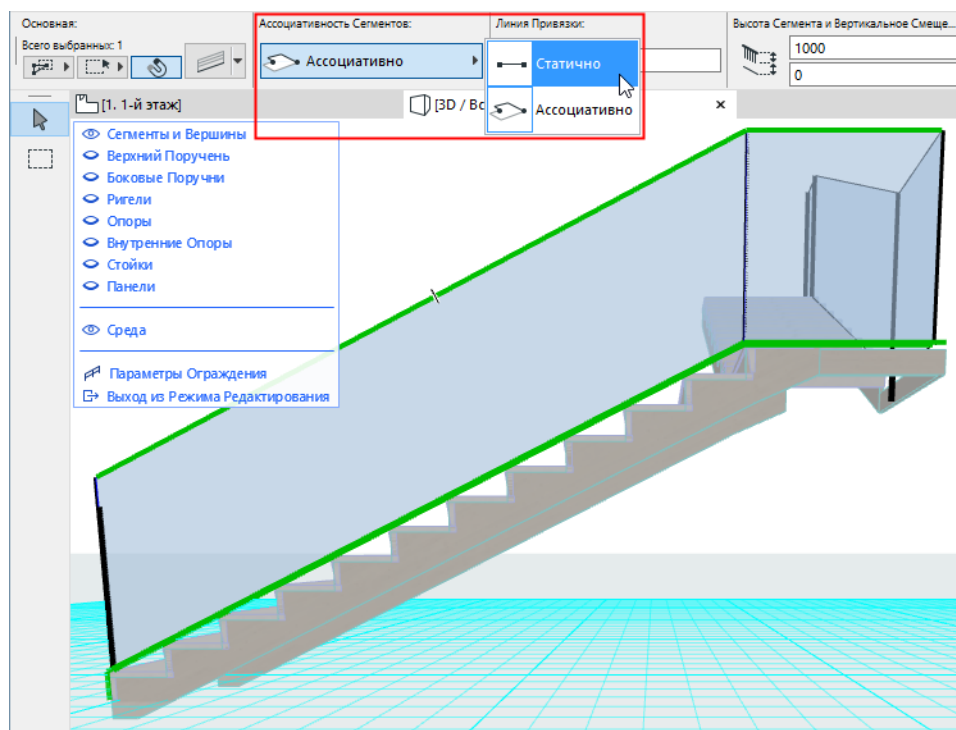 Основная:
Ассоциативность Сегментов:
Линия Привязки:
Высота Сегмента и Вертикальное Смеще...
Всего выбранных: 1
Ассоциативно
Статично
Ассоциативно
1000
0
[1. 1-й этаж]
[3D / Вс
Сегменты и Вершины
Верхний Поручень
Боковые Поручни
Ригели
Опоры
Внутренние Опоры
Стойки
Панели
Среда
Параметры Ограждения
Выход из Режима Редактирования